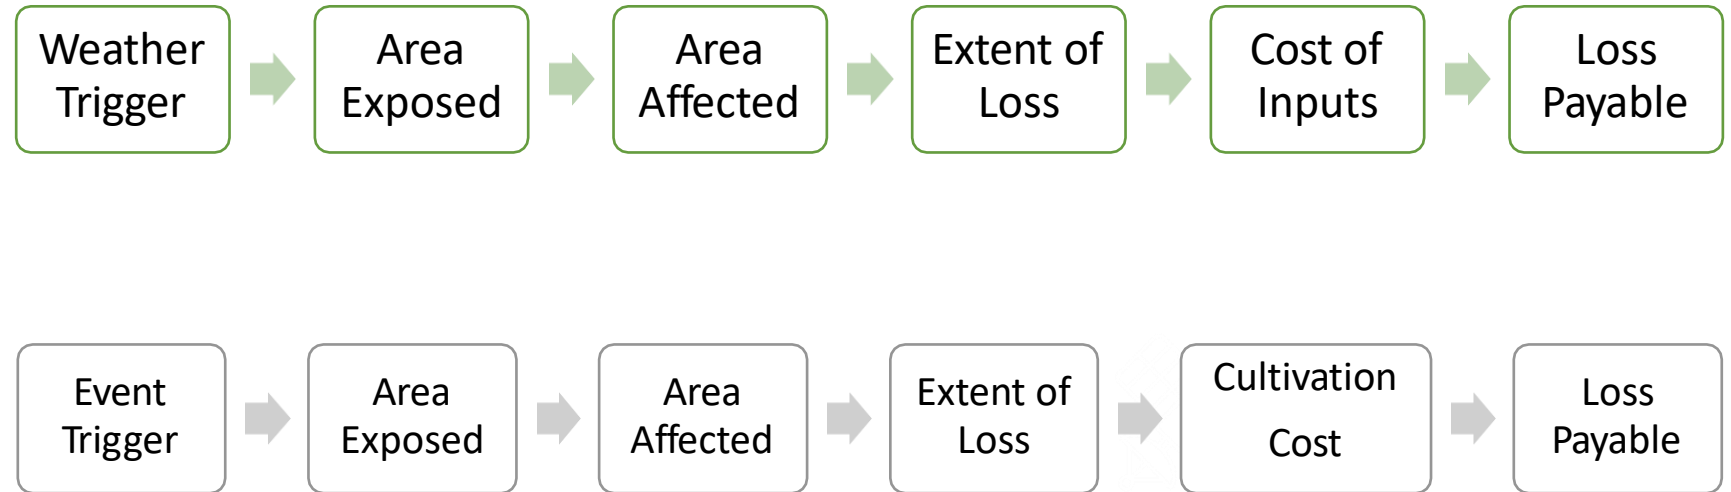 Weather
Trigger
Area
Exposed
Area
Affected
Extent of
Loss
Cost of
Inputs
Loss
Payable
Event
Trigger
Area
Exposed
Area
Affected
Extent of
Loss
Cultivation
Cost
Loss
Payable